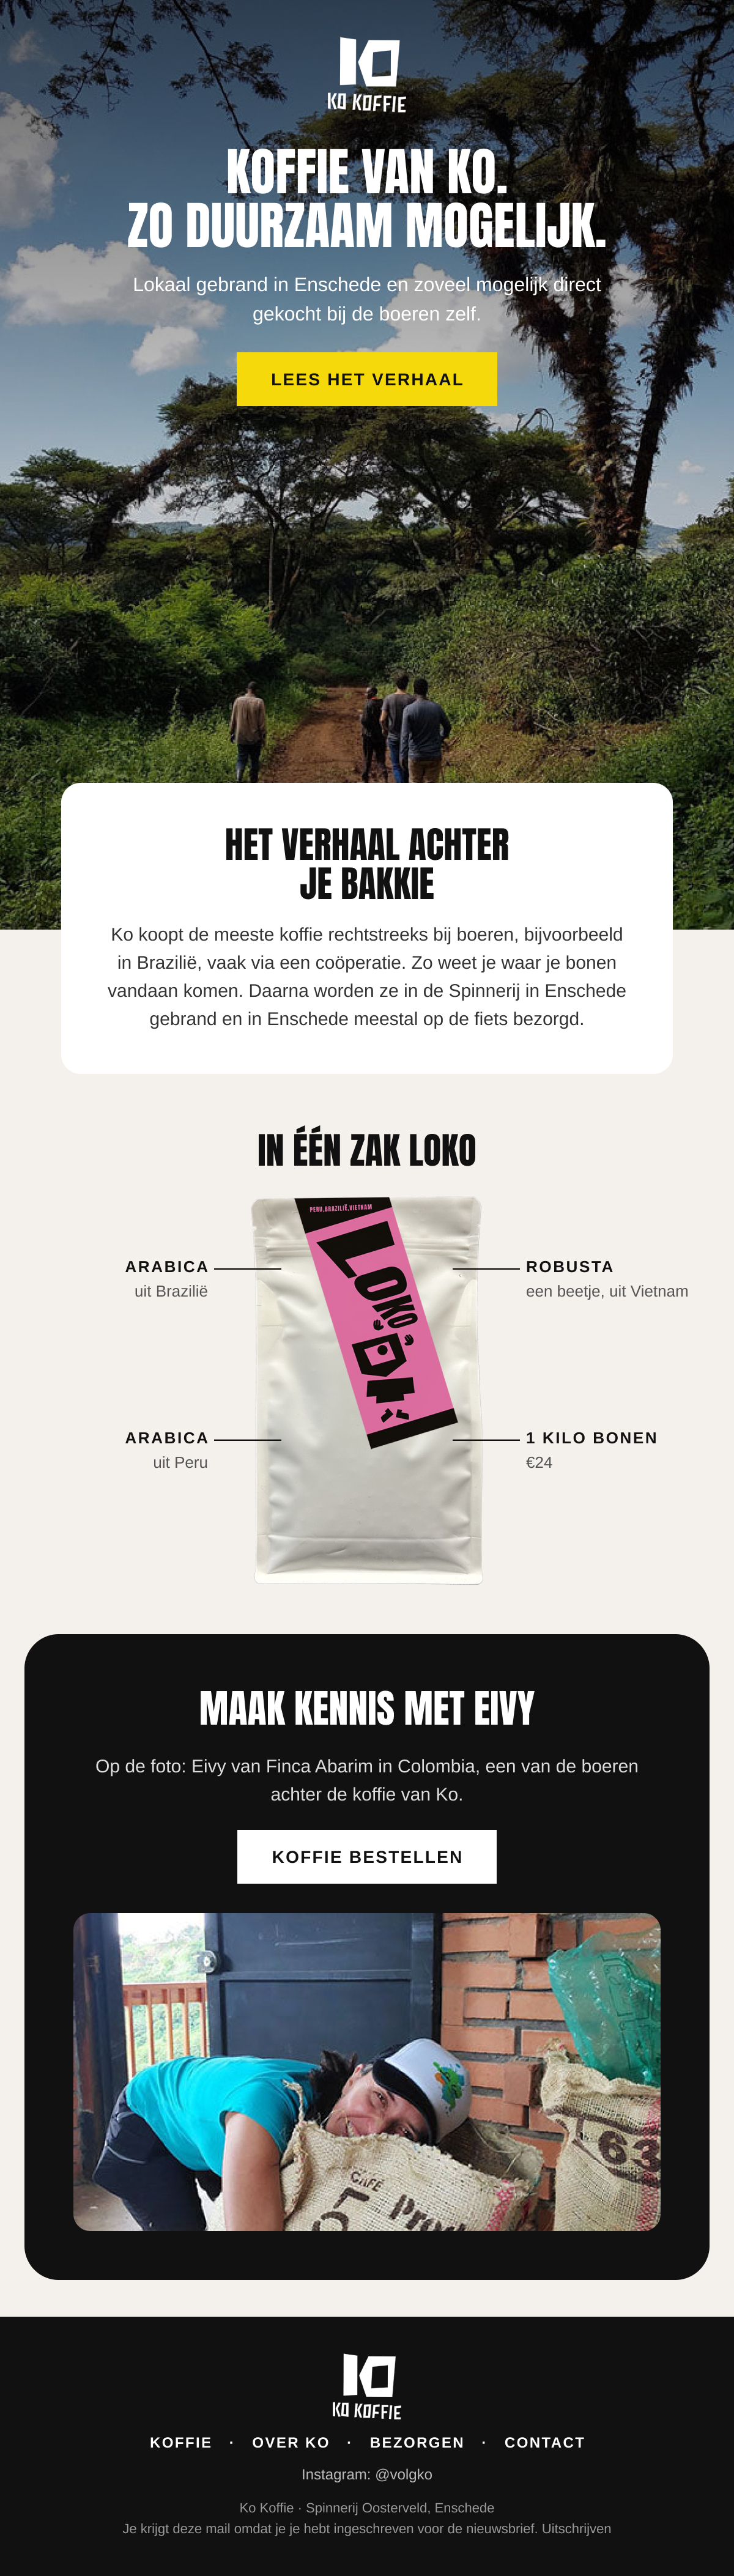 KO KOFFIE
KOFFIE VAN KO.
ZO DUURZAAM MOGELIJK.
Lokaal gebrand in Enschede en zoveel mogelijk direct
gekocht bij de boeren zelf.
LEES HET VERHAAL
HET VERHAAL ACHTER
JE BAKKIE
Ko koopt de meeste koffie rechtstreeks bij boeren, bijvoorbeeld
in Brazilië, vaak via een coöperatie. Zo weet je waar je bonen
vandaan komen. Daarna worden ze in de Spinnerij in Enschede
gebrand en in Enschede meestal op de fiets bezorgd.
IN ÉÉN ZAK LOKO
PERU, BRAZILIË, VIETNAM
LOKO
ARABICA
uit Brazilië
ROBUSTA
een beetje, uit Vietnam
ARABICA
uit Peru
1 KILO BONEN
€24
MAAK KENNIS MET EIVY
Op de foto: Eivy van Finca Abarim in Colombia, een van de boeren
achter de koffie van Ko.
KOFFIE BESTELLEN
CAFÉ
5
63
KO KOFFIE
KOFFIE · OVER KO · BEZORGEN · CONTACT
Instagram: @volgko
Ko Koffie · Spinnerij Oosterveld, Enschede
Je krijgt deze mail omdat je je hebt ingeschreven voor de nieuwsbrief. Uitschrijven